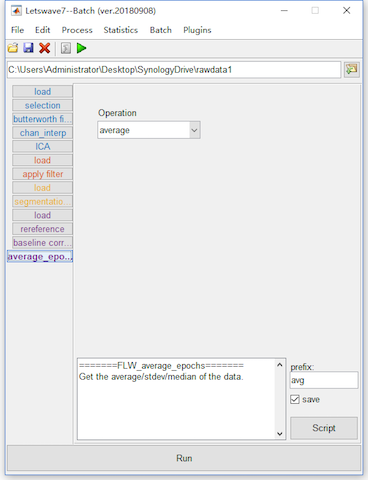 Letswave7--Batch (ver.20180908)
File Edit Process Statistics Batch Plugins
C:\Users\Administrator\Desktop\SynologyDrive\rawdata1
load
selection
butterworth fi...
chan_interp
ICA
load
apply filter
load
segmentatio...
load
rereference
baseline corr...
average_epo...
Operation
average
=======FLW_average_epochs=======
Get the average/stdev/median of the data.
prefix:
avg
save
Script
Run